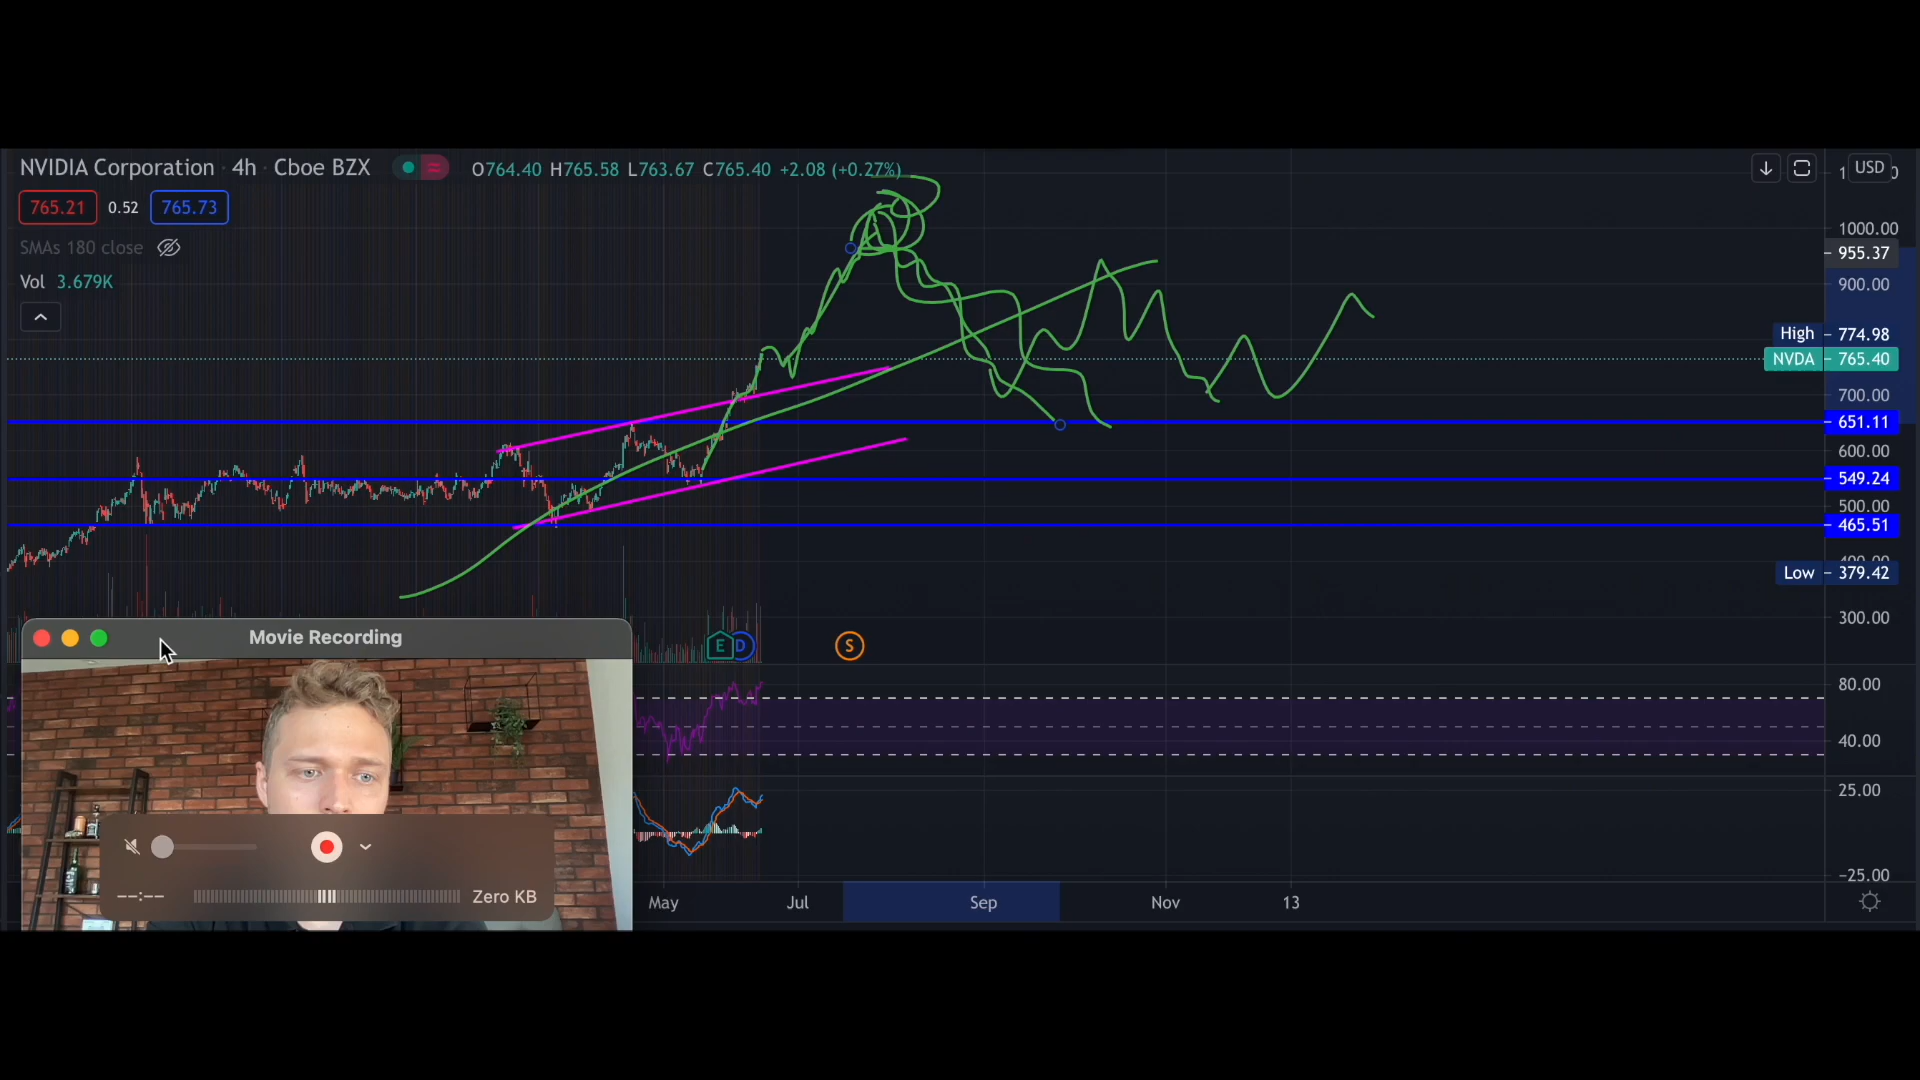 NVIDIA Corporation · 4h · Cboe BZX O764.40 H765.58 L763.67 C765.40 +2.08 (+0.27%)
USD
765.21 0.52 765.73
SMAs 180 close
Vol 3.679K
1000.00
955.37
900.00
High 774.98
NVDA 765.40
700.00
651.11
600.00
549.24
500.00
465.51
400.00
Low 379.42
300.00
E D S
Movie Recording
80.00
40.00
25.00
--:--
Zero KB
-25.00
May Jul Sep Nov 13